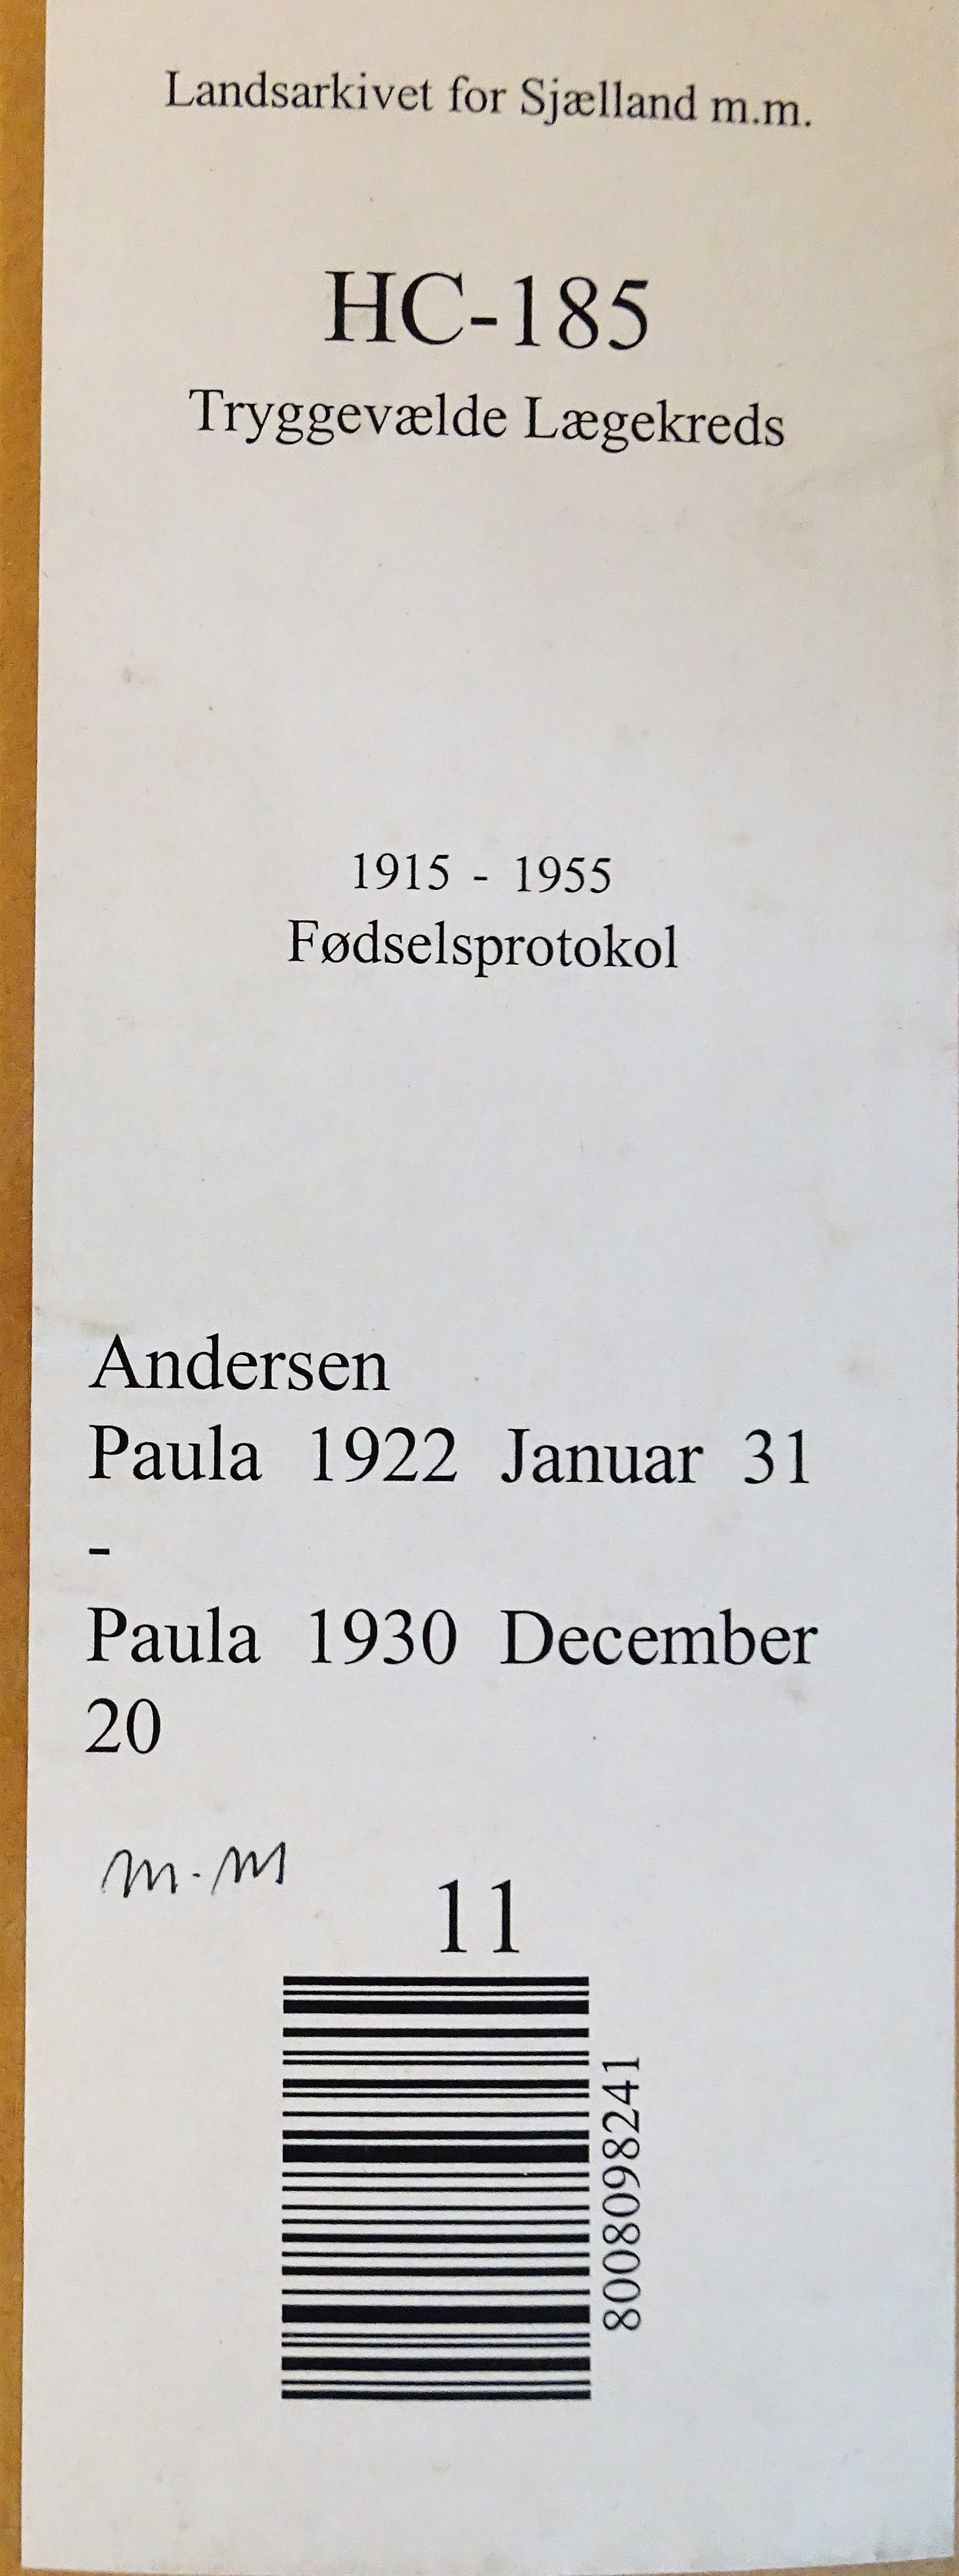 Landsarkivet for Sjælland m.m.
HC-185
Tryggevælde Lægekreds
1915 - 1955
Fødselsprotokol
Andersen
Paula 1922 Januar 31
-
Paula 1930 December
20
m.m
11
8008098241